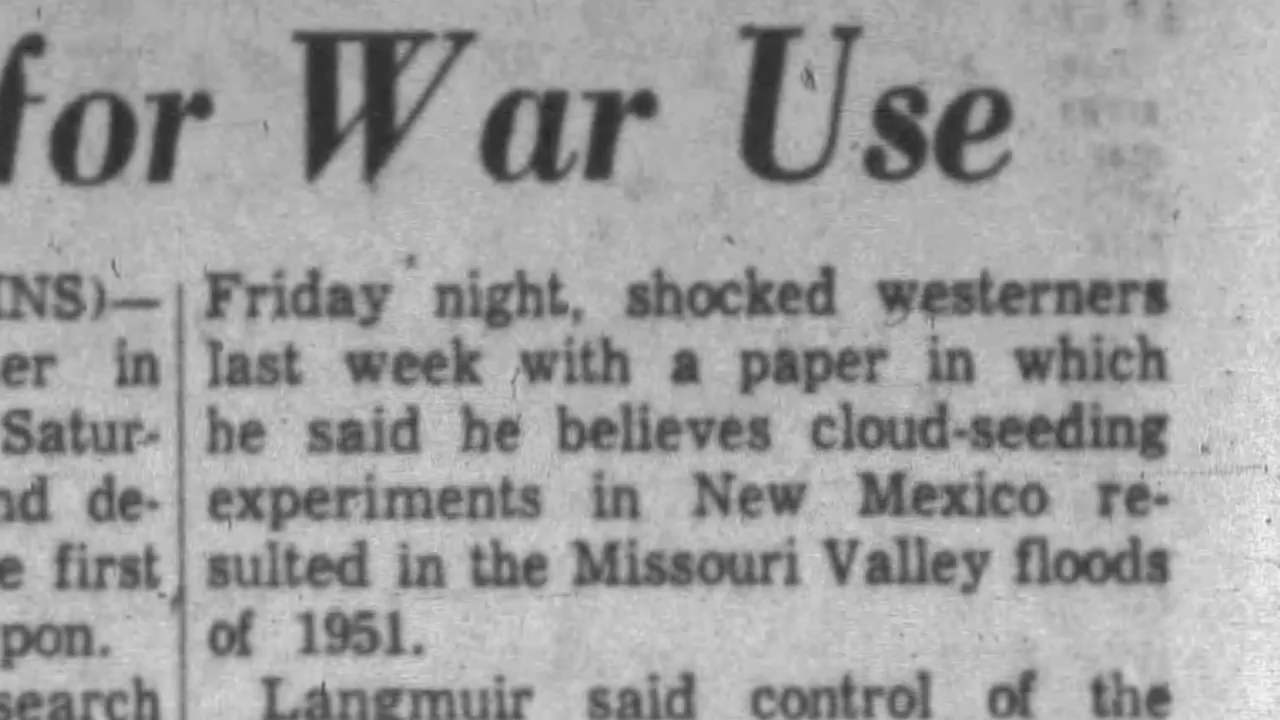 for War Use
INS)—
er in
Satur-
nd de-
e first
pon.
search
Friday night, shocked westerners
last week with a paper in which
he said he believes cloud-seeding
experiments in New Mexico re-
sulted in the Missouri Valley floods
of 1951.
Langmuir said control of the